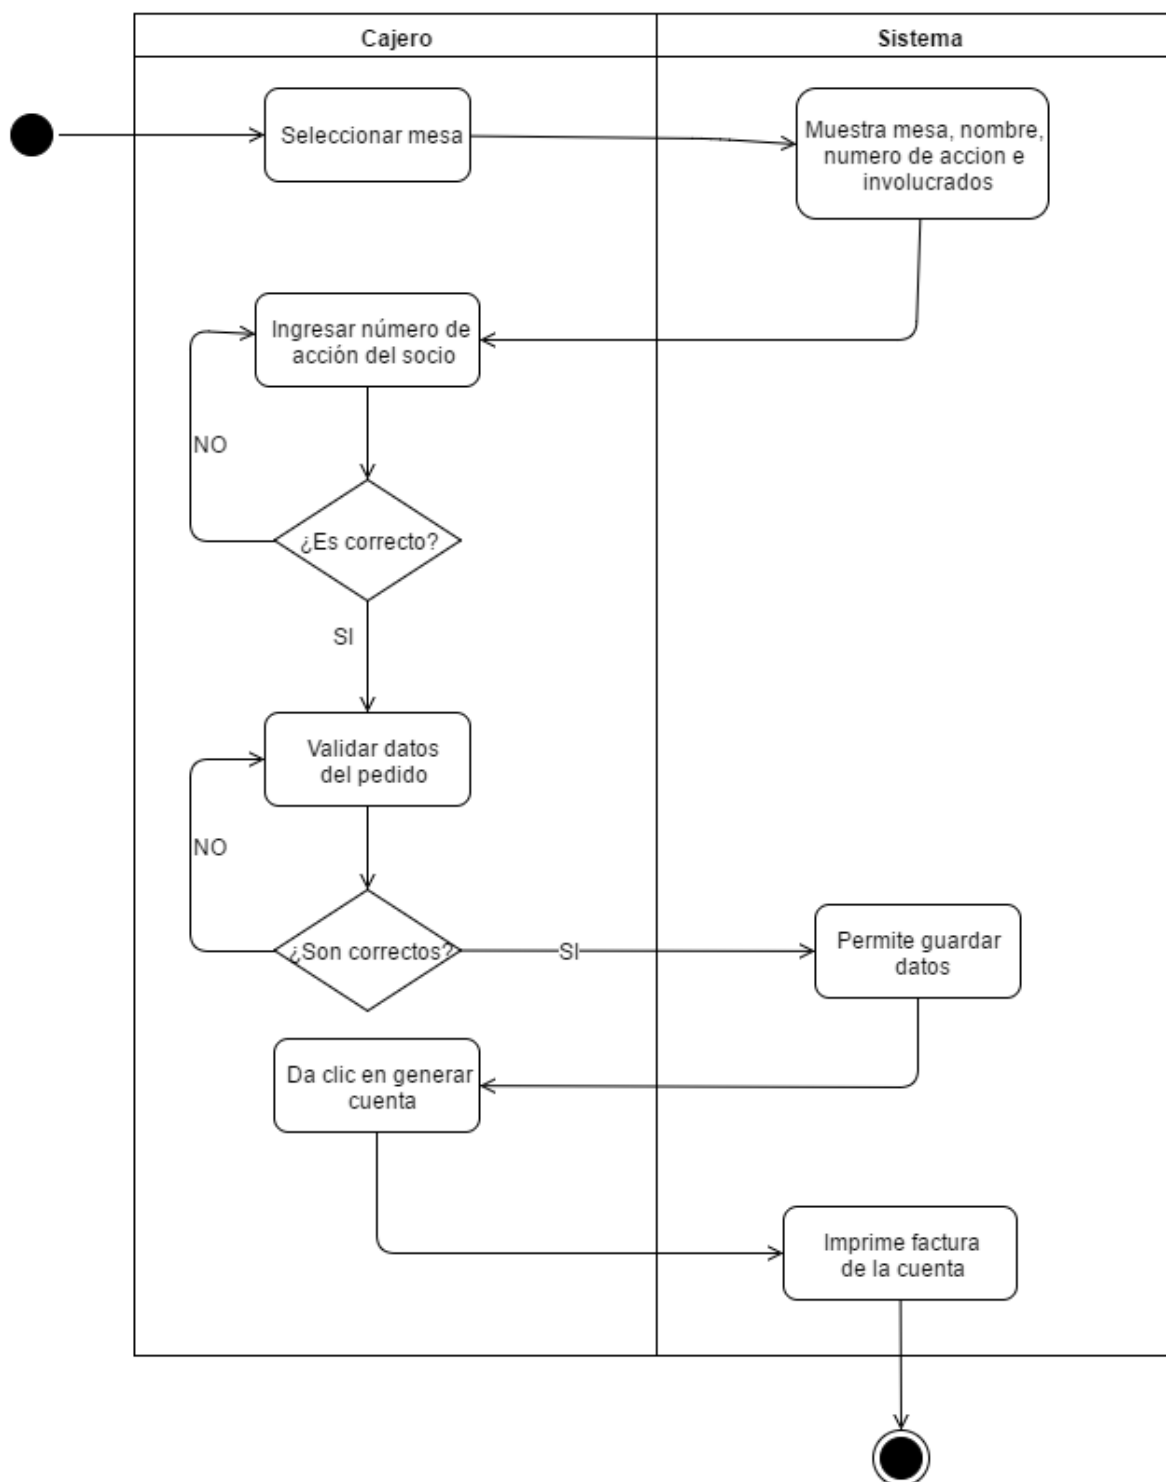 Cajero
Sistema
Seleccionar mesa
Muestra mesa, nombre,
numero de accion e
involucrados
Ingresar número de
acción del socio
NO
¿Es correcto?
SI
Validar datos
del pedido
NO
¿Son correctos?
SI
Permite guardar
datos
Da clic en generar
cuenta
Imprime factura
de la cuenta